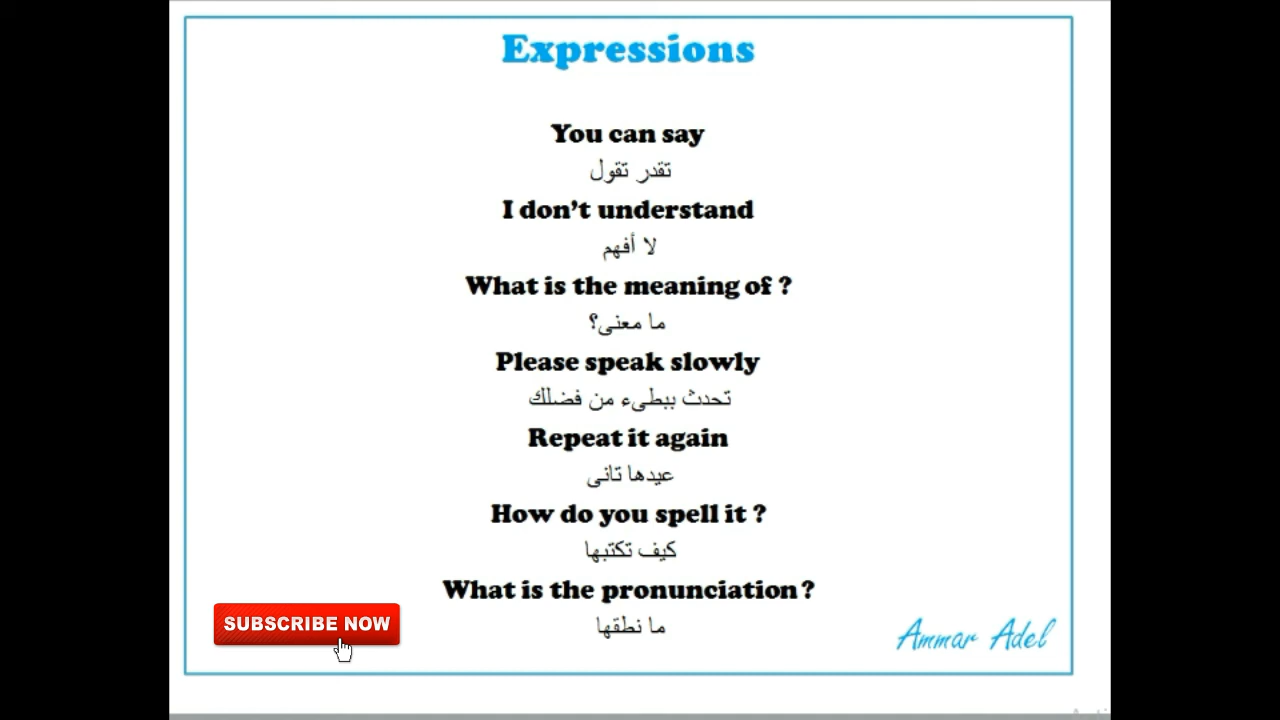 Expressions
You can say
تقدر تقول
I don't understand
لا أفهم
What is the meaning of ?
ما معنى؟
Please speak slowly
تحدث ببطىء من فضلك
Repeat it again
عيدها تانى
How do you spell it ?
كيف تكتبها
What is the pronunciation ?
ما نطقها
SUBSCRIBE NOW
Ammar Adel